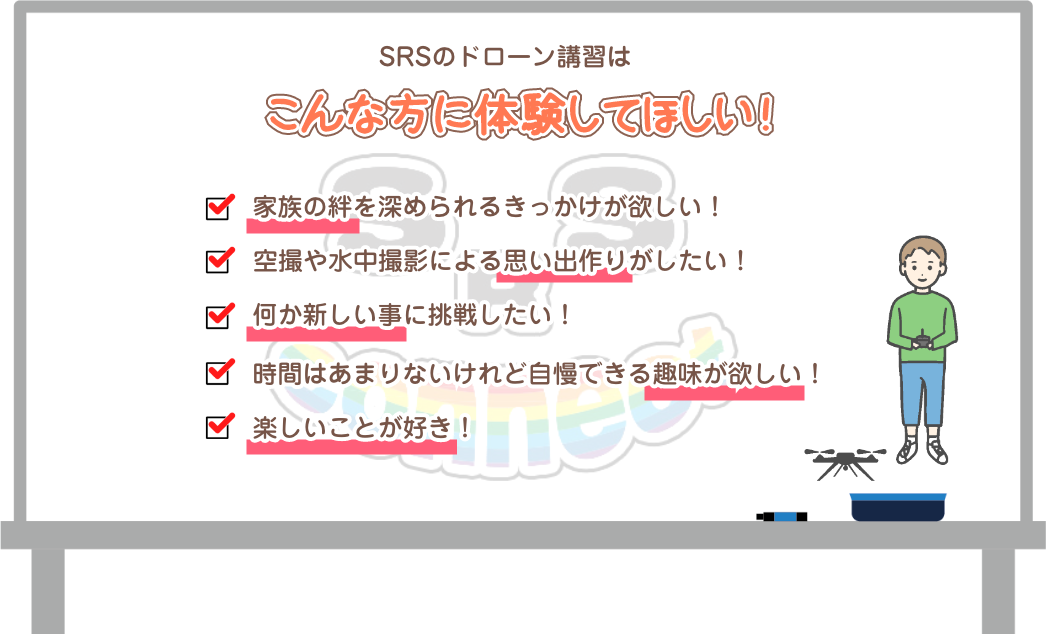 SRSのドローン講習は
こんな方に体験してほしい！
家族の絆を深められるきっかけが欲しい！
空撮や水中撮影による思い出作りがしたい！
何か新しい事に挑戦したい！
時間はあまりないけれど自慢できる趣味が欲しい！
楽しいことが好き！
S&S
Connect